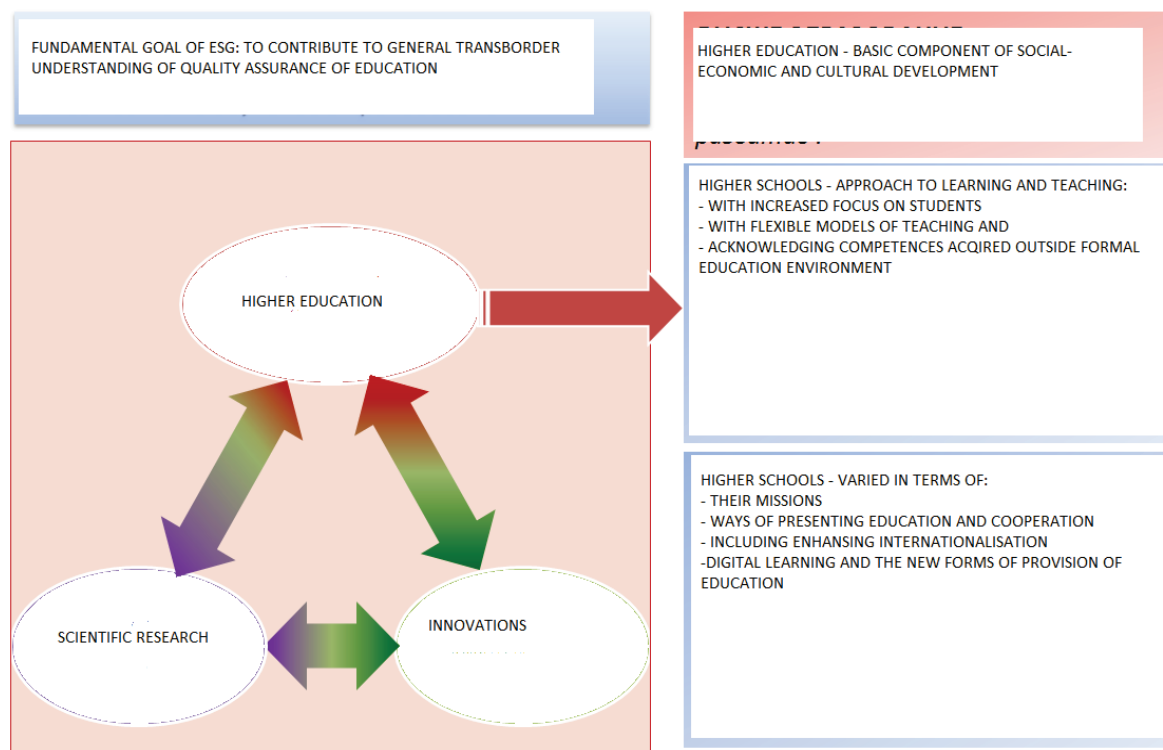 FUNDAMENTAL GOAL OF ESG: TO CONTRIBUTE TO GENERAL TRANSBORDER
UNDERSTANDING OF QUALITY ASSURANCE OF EDUCATION
HIGHER EDUCATION - BASIC COMPONENT OF SOCIAL-
ECONOMIC AND CULTURAL DEVELOPMENT
HIGHER SCHOOLS - APPROACH TO LEARNING AND TEACHING:
- WITH INCREASED FOCUS ON STUDENTS
- WITH FLEXIBLE MODELS OF TEACHING AND
- ACKNOWLEDGING COMPETENCES ACQIRED OUTSIDE FORMAL
EDUCATION ENVIRONMENT
HIGHER EDUCATION
HIGHER SCHOOLS - VARIED IN TERMS OF:
- THEIR MISSIONS
- WAYS OF PRESENTING EDUCATION AND COOPERATION
- INCLUDING ENHANSING INTERNATIONALISATION
-DIGITAL LEARNING AND THE NEW FORMS OF PROVISION OF
EDUCATION
SCIENTIFIC RESEARCH
INNOVATIONS